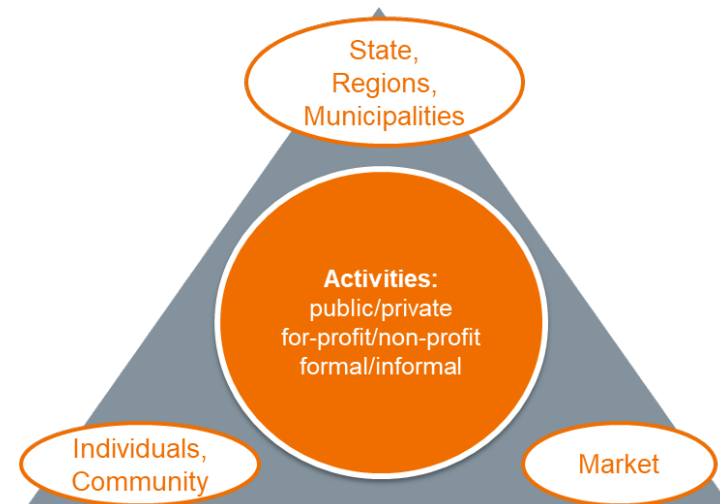 State,
Regions,
Municipalities
Activities:
public/private
for-profit/non-profit
formal/informal
Individuals,
Community
Market